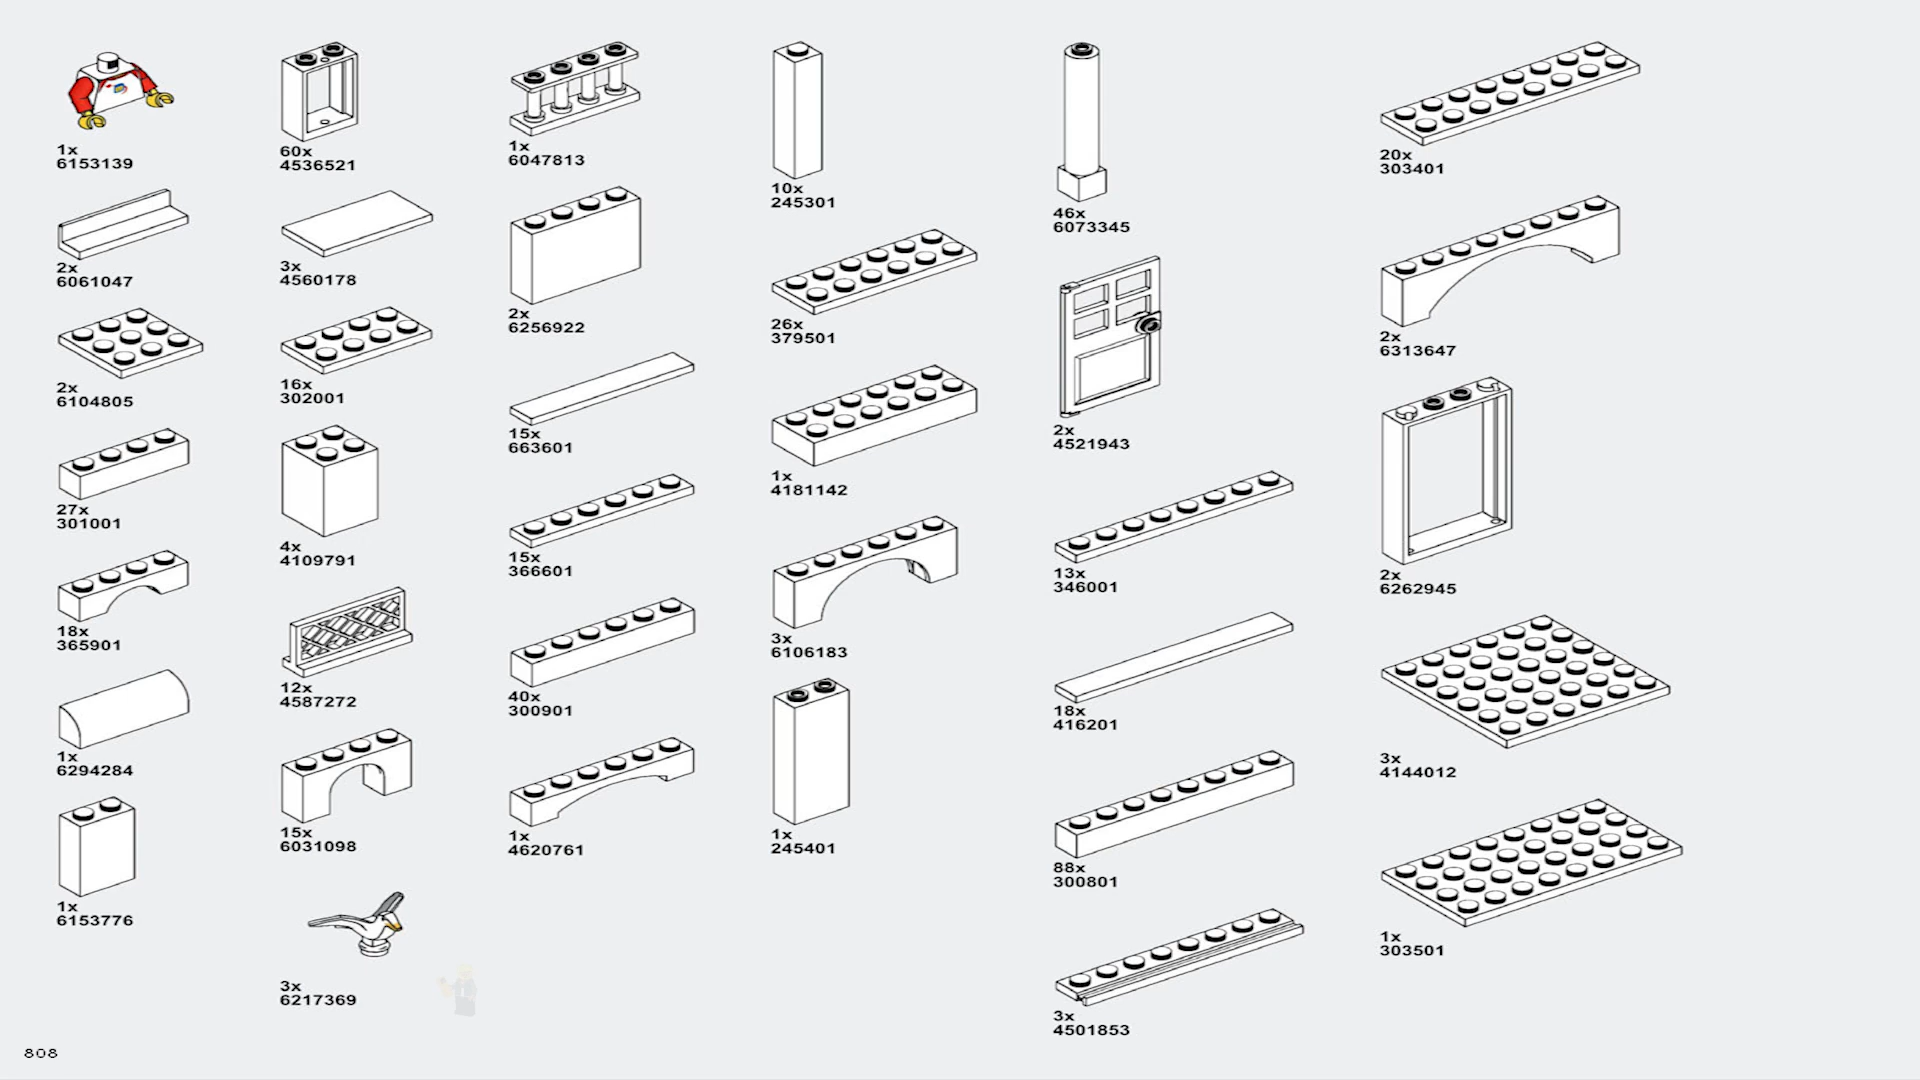 1x
6153139
2x
6061047
2x
6104805
27x
301001
18x
365901
1x
6294284
1x
6153776
60x
4536521
3x
4560178
16x
302001
4x
4109791
12x
4587272
15x
6031098
3x
6217369
1x
6047813
2x
6256922
15x
663601
15x
366601
40x
300901
1x
4620761
10x
245301
26x
379501
1x
4181142
3x
6106183
1x
245401
46x
6073345
2x
4521943
13x
346001
18x
416201
88x
300801
3x
4501853
20x
303401
2x
6313647
2x
6262945
3x
4144012
1x
303501
808